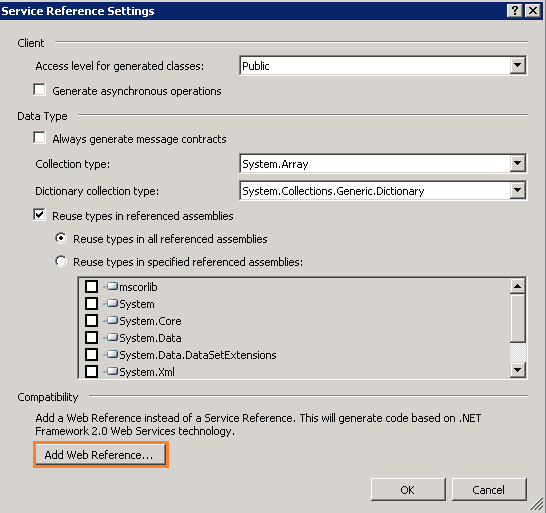 Service Reference Settings
Client
Access level for generated classes: Public
Generate asynchronous operations
Data Type
Always generate message contracts
Collection type: System.Array
Dictionary collection type: System.Collections.Generic.Dictionary
Reuse types in referenced assemblies
Reuse types in all referenced assemblies
Reuse types in specified referenced assemblies:
mscorlib
System
System.Core
System.Data
System.Data.DataSetExtensions
System.Xml
Compatibility
Add a Web Reference instead of a Service Reference. This will generate code based on .NET
Framework 2.0 Web Services technology.
Add Web Reference...
OK Cancel